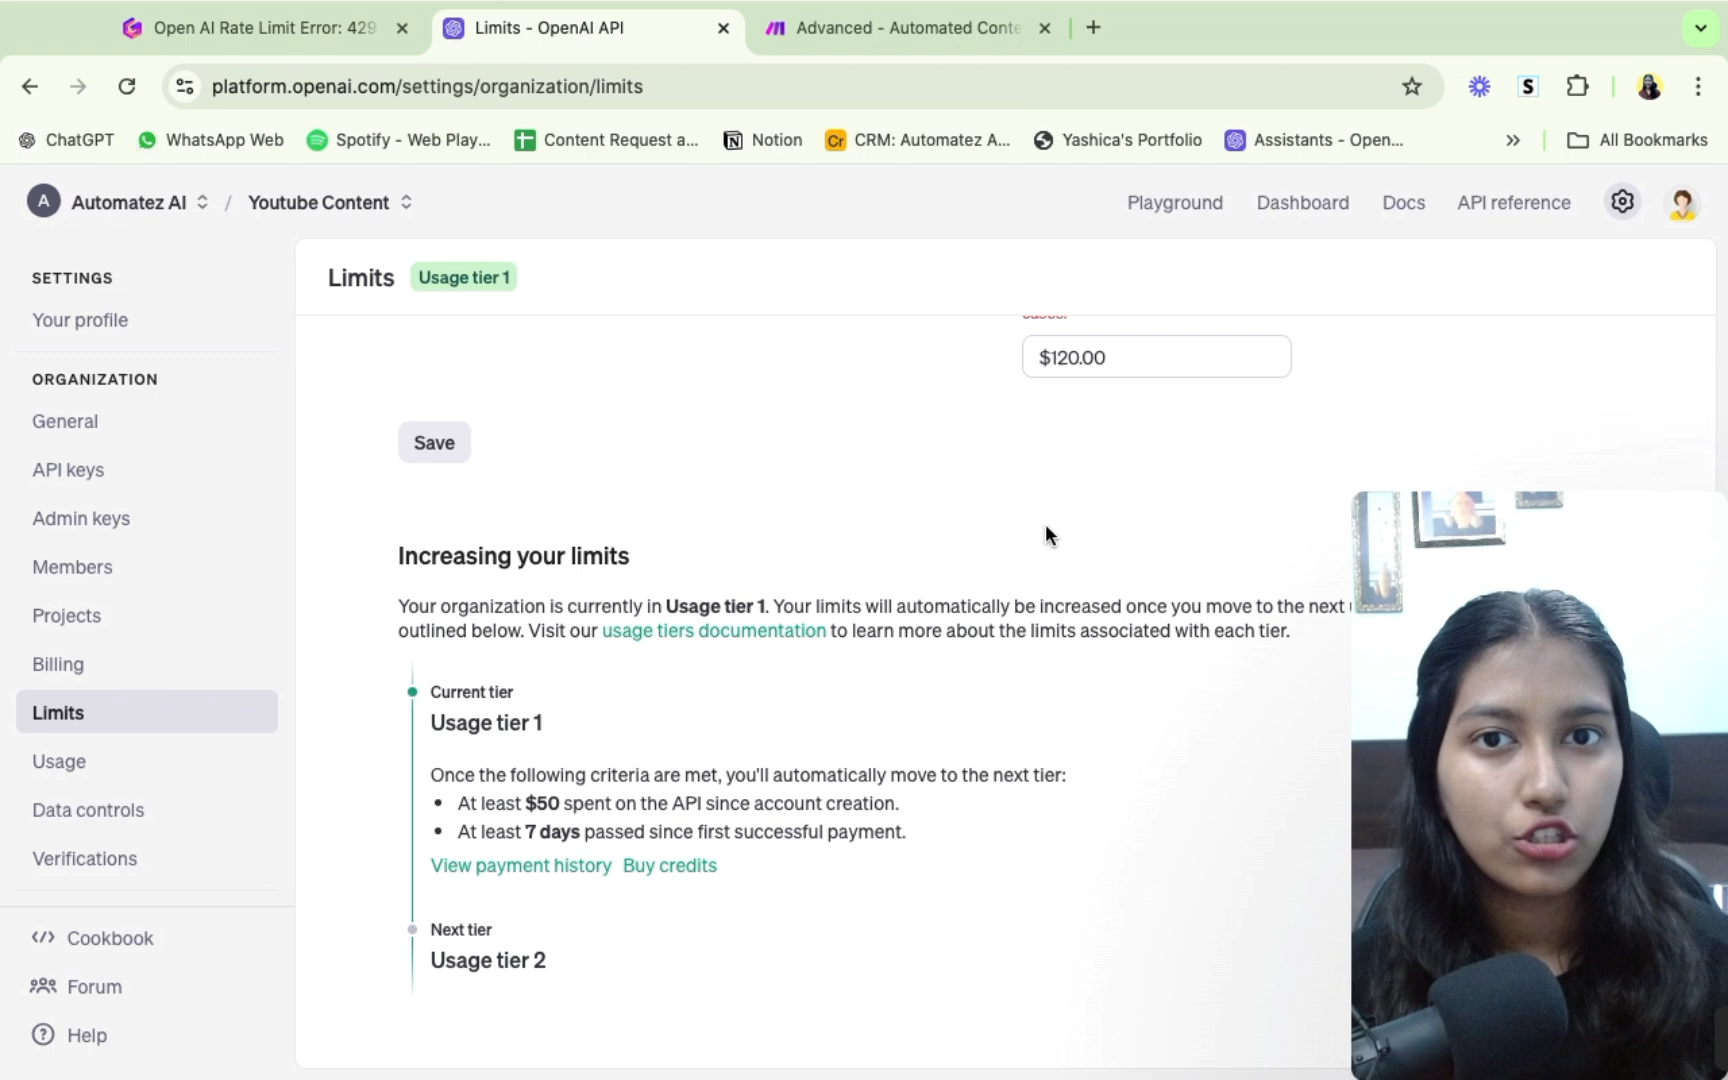 Open AI Rate Limit Error: 429
Limits - OpenAI API
Advanced - Automated Conte
platform.openai.com/settings/organization/limits
S
ChatGPT
WhatsApp Web
Spotify - Web Play...
Content Request a...
Notion
Cr
CRM: Automatez A...
Yashica's Portfolio
Assistants - Open...
All Bookmarks
A
Automatez AI / Youtube Content
Playground
Dashboard
Docs
API reference
SETTINGS
Your profile
ORGANIZATION
General
API keys
Admin keys
Members
Projects
Billing
Limits
Usage
Data controls
Verifications
Cookbook
Forum
Help
Limits
Usage tier 1
$120.00
Save
Increasing your limits
Your organization is currently in Usage tier 1. Your limits will automatically be increased once you move to the next
outlined below. Visit our usage tiers documentation to learn more about the limits associated with each tier.
Current tier
Usage tier 1
Once the following criteria are met, you'll automatically move to the next tier:
• At least $50 spent on the API since account creation.
• At least 7 days passed since first successful payment.
View payment history Buy credits
Next tier
Usage tier 2